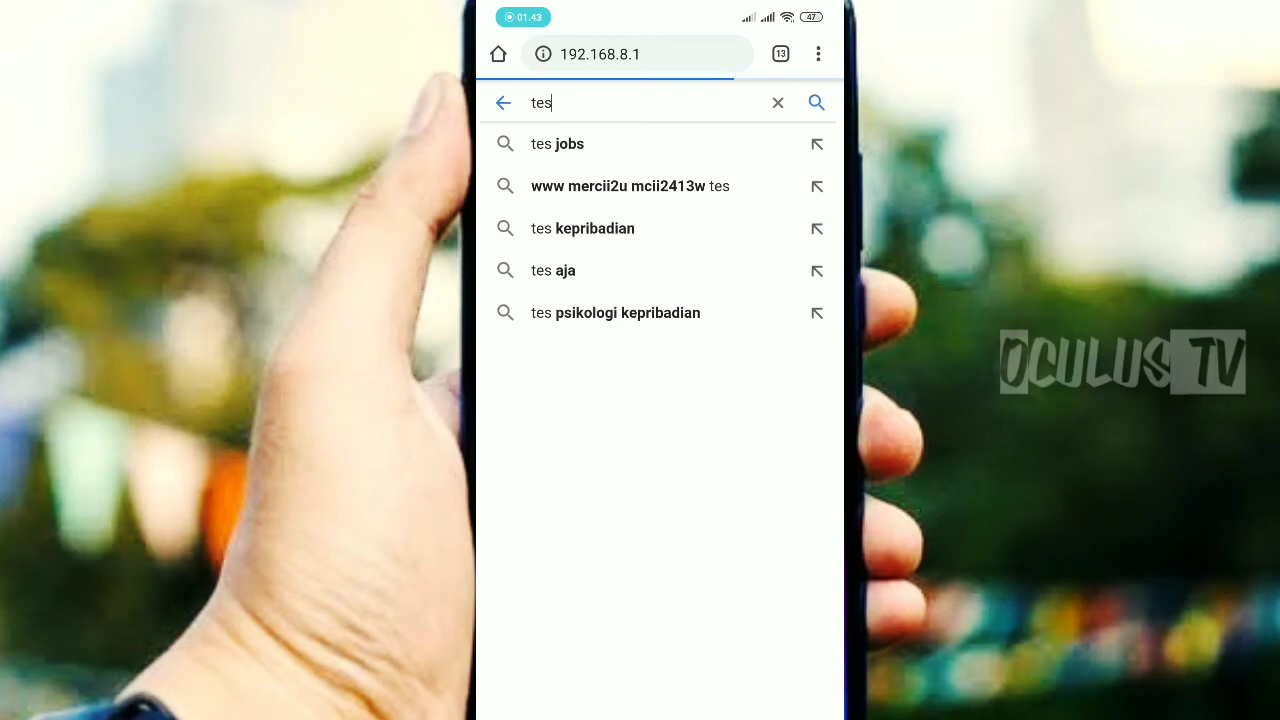 01.43
47
192.168.8.1
13
tes
tes jobs
www mercii2u mcii2413w tes
tes kepribadian
tes aja
tes psikologi kepribadian
OCULUS TV